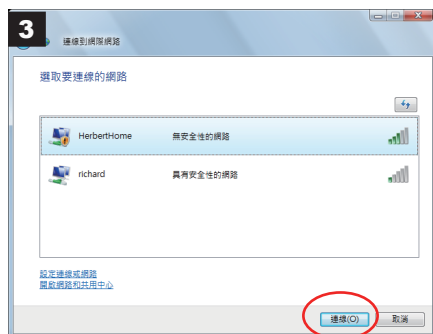 3
連線到網際網路
選取要連線的網路
HerbertHome 無安全性的網路
richard 具有安全性的網路
設定連線或網路
開啟網路和共用中心
連線(O) 取消